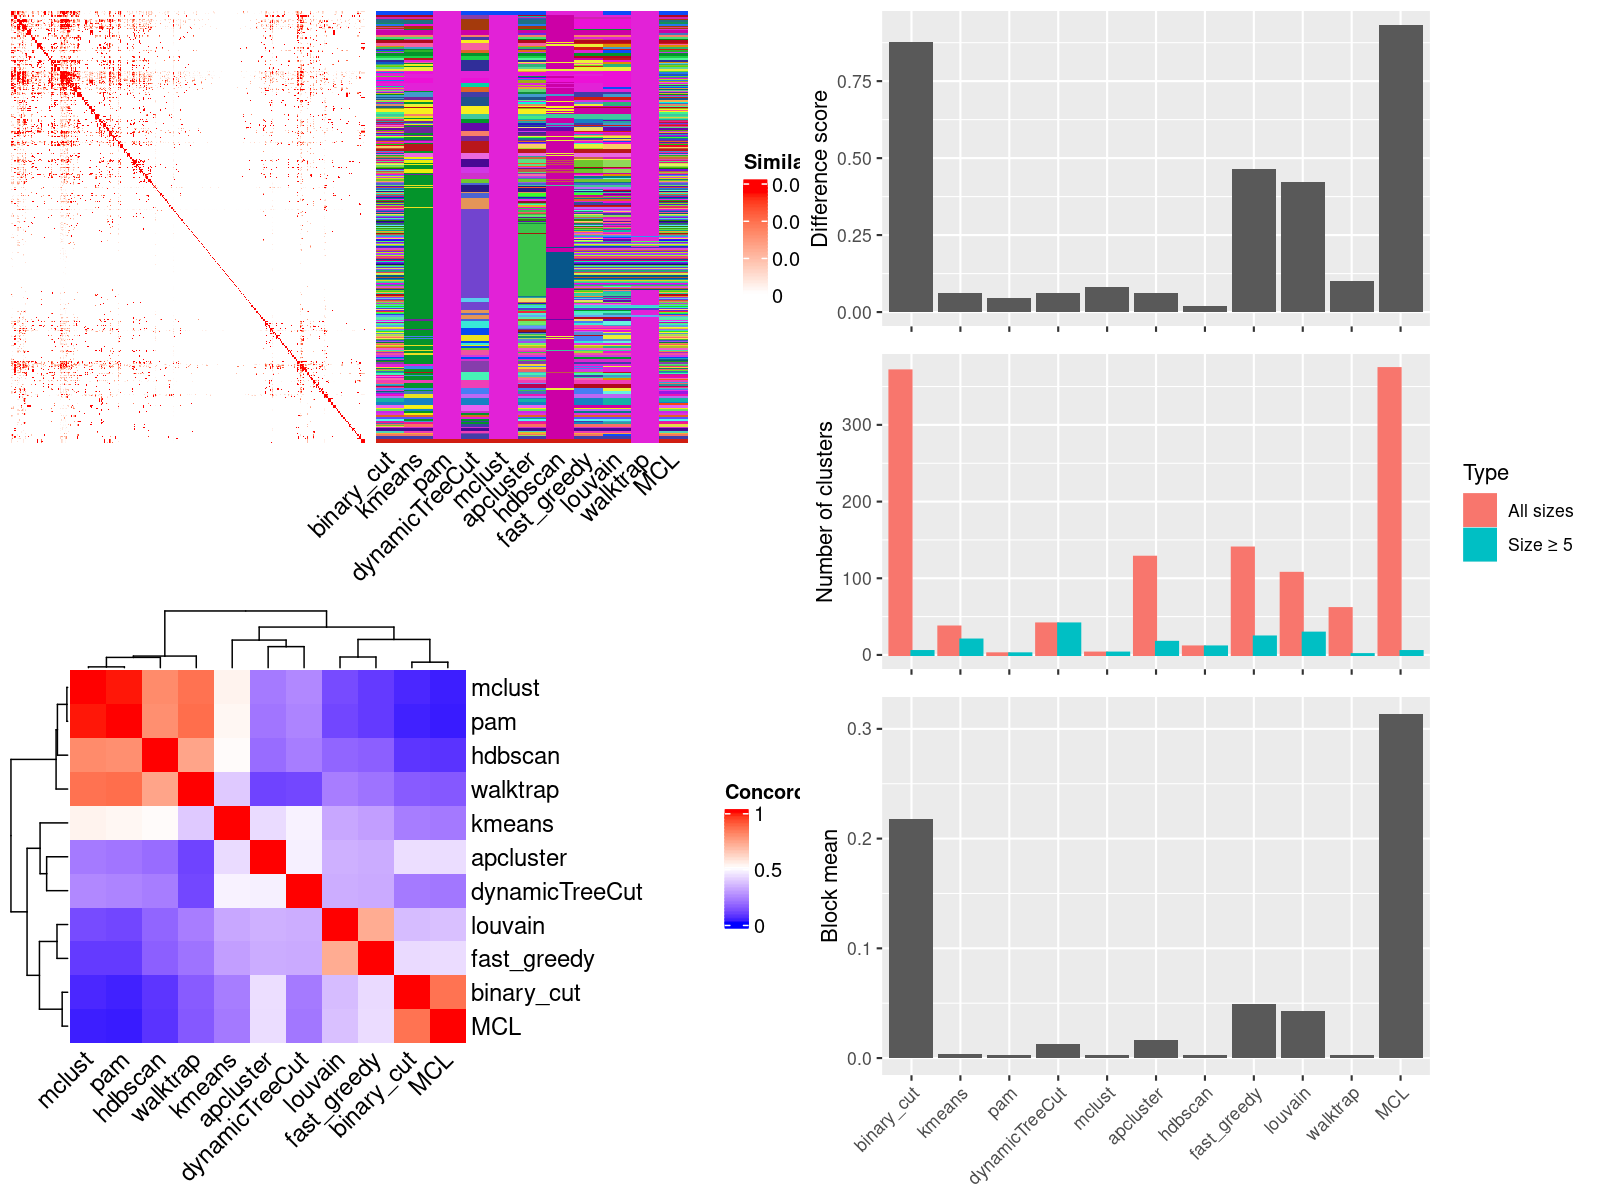 Simila
0.0
0.0
0.0
0
binary_cut
kmeans
pam
dynamicTreeCut
mclust
apcluster
hdbscan
fast_greedy
louvain
walktrap
MCL
mclust
pam
hdbscan
walktrap
kmeans
apcluster
dynamicTreeCut
louvain
fast_greedy
binary_cut
MCL
mclust
pam
hdbscan
walktrap
kmeans
apcluster
dynamicTreeCut
louvain
fast_greedy
binary_cut
MCL
Concord
1
0.5
0
Difference score
0.75
0.50
0.25
0.00
Number of clusters
300
200
100
0
Type
All sizes
Size ≥ 5
Block mean
0.3
0.2
0.1
0.0
binary_cut
kmeans
pam
dynamicTreeCut
mclust
apcluster
hdbscan
fast_greedy
louvain
walktrap
MCL